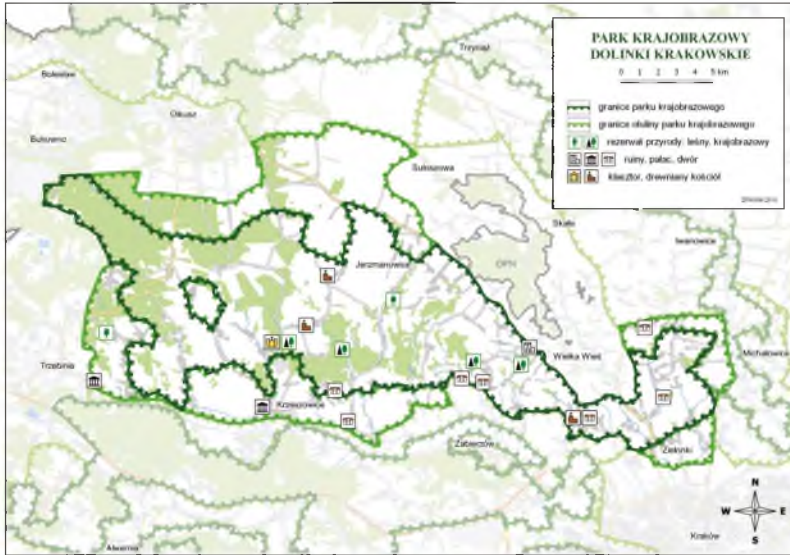 PARK KRAJOBRAZOWY
DOLINKI KRAKOWSKIE
0 1 2 3 4 5 km
granice parku krajobrazowego
granice otuliny parku krajobrazowego
rezerwat przyrody: leśny, krajobrazowy
ruiny, pałac, dwór
klasztor, drewniany kościół
Trzyciąż
Bolesław
Olkusz
Bukowno
Sułoszowa
Skała
Iwanowice
OPN
Jerzmanowice
Trzebinia
Wielka Wieś
Michałowice
Krzeszowice
Zabierzów
Zielonki
Alwernia
Kraków
N
W E
S